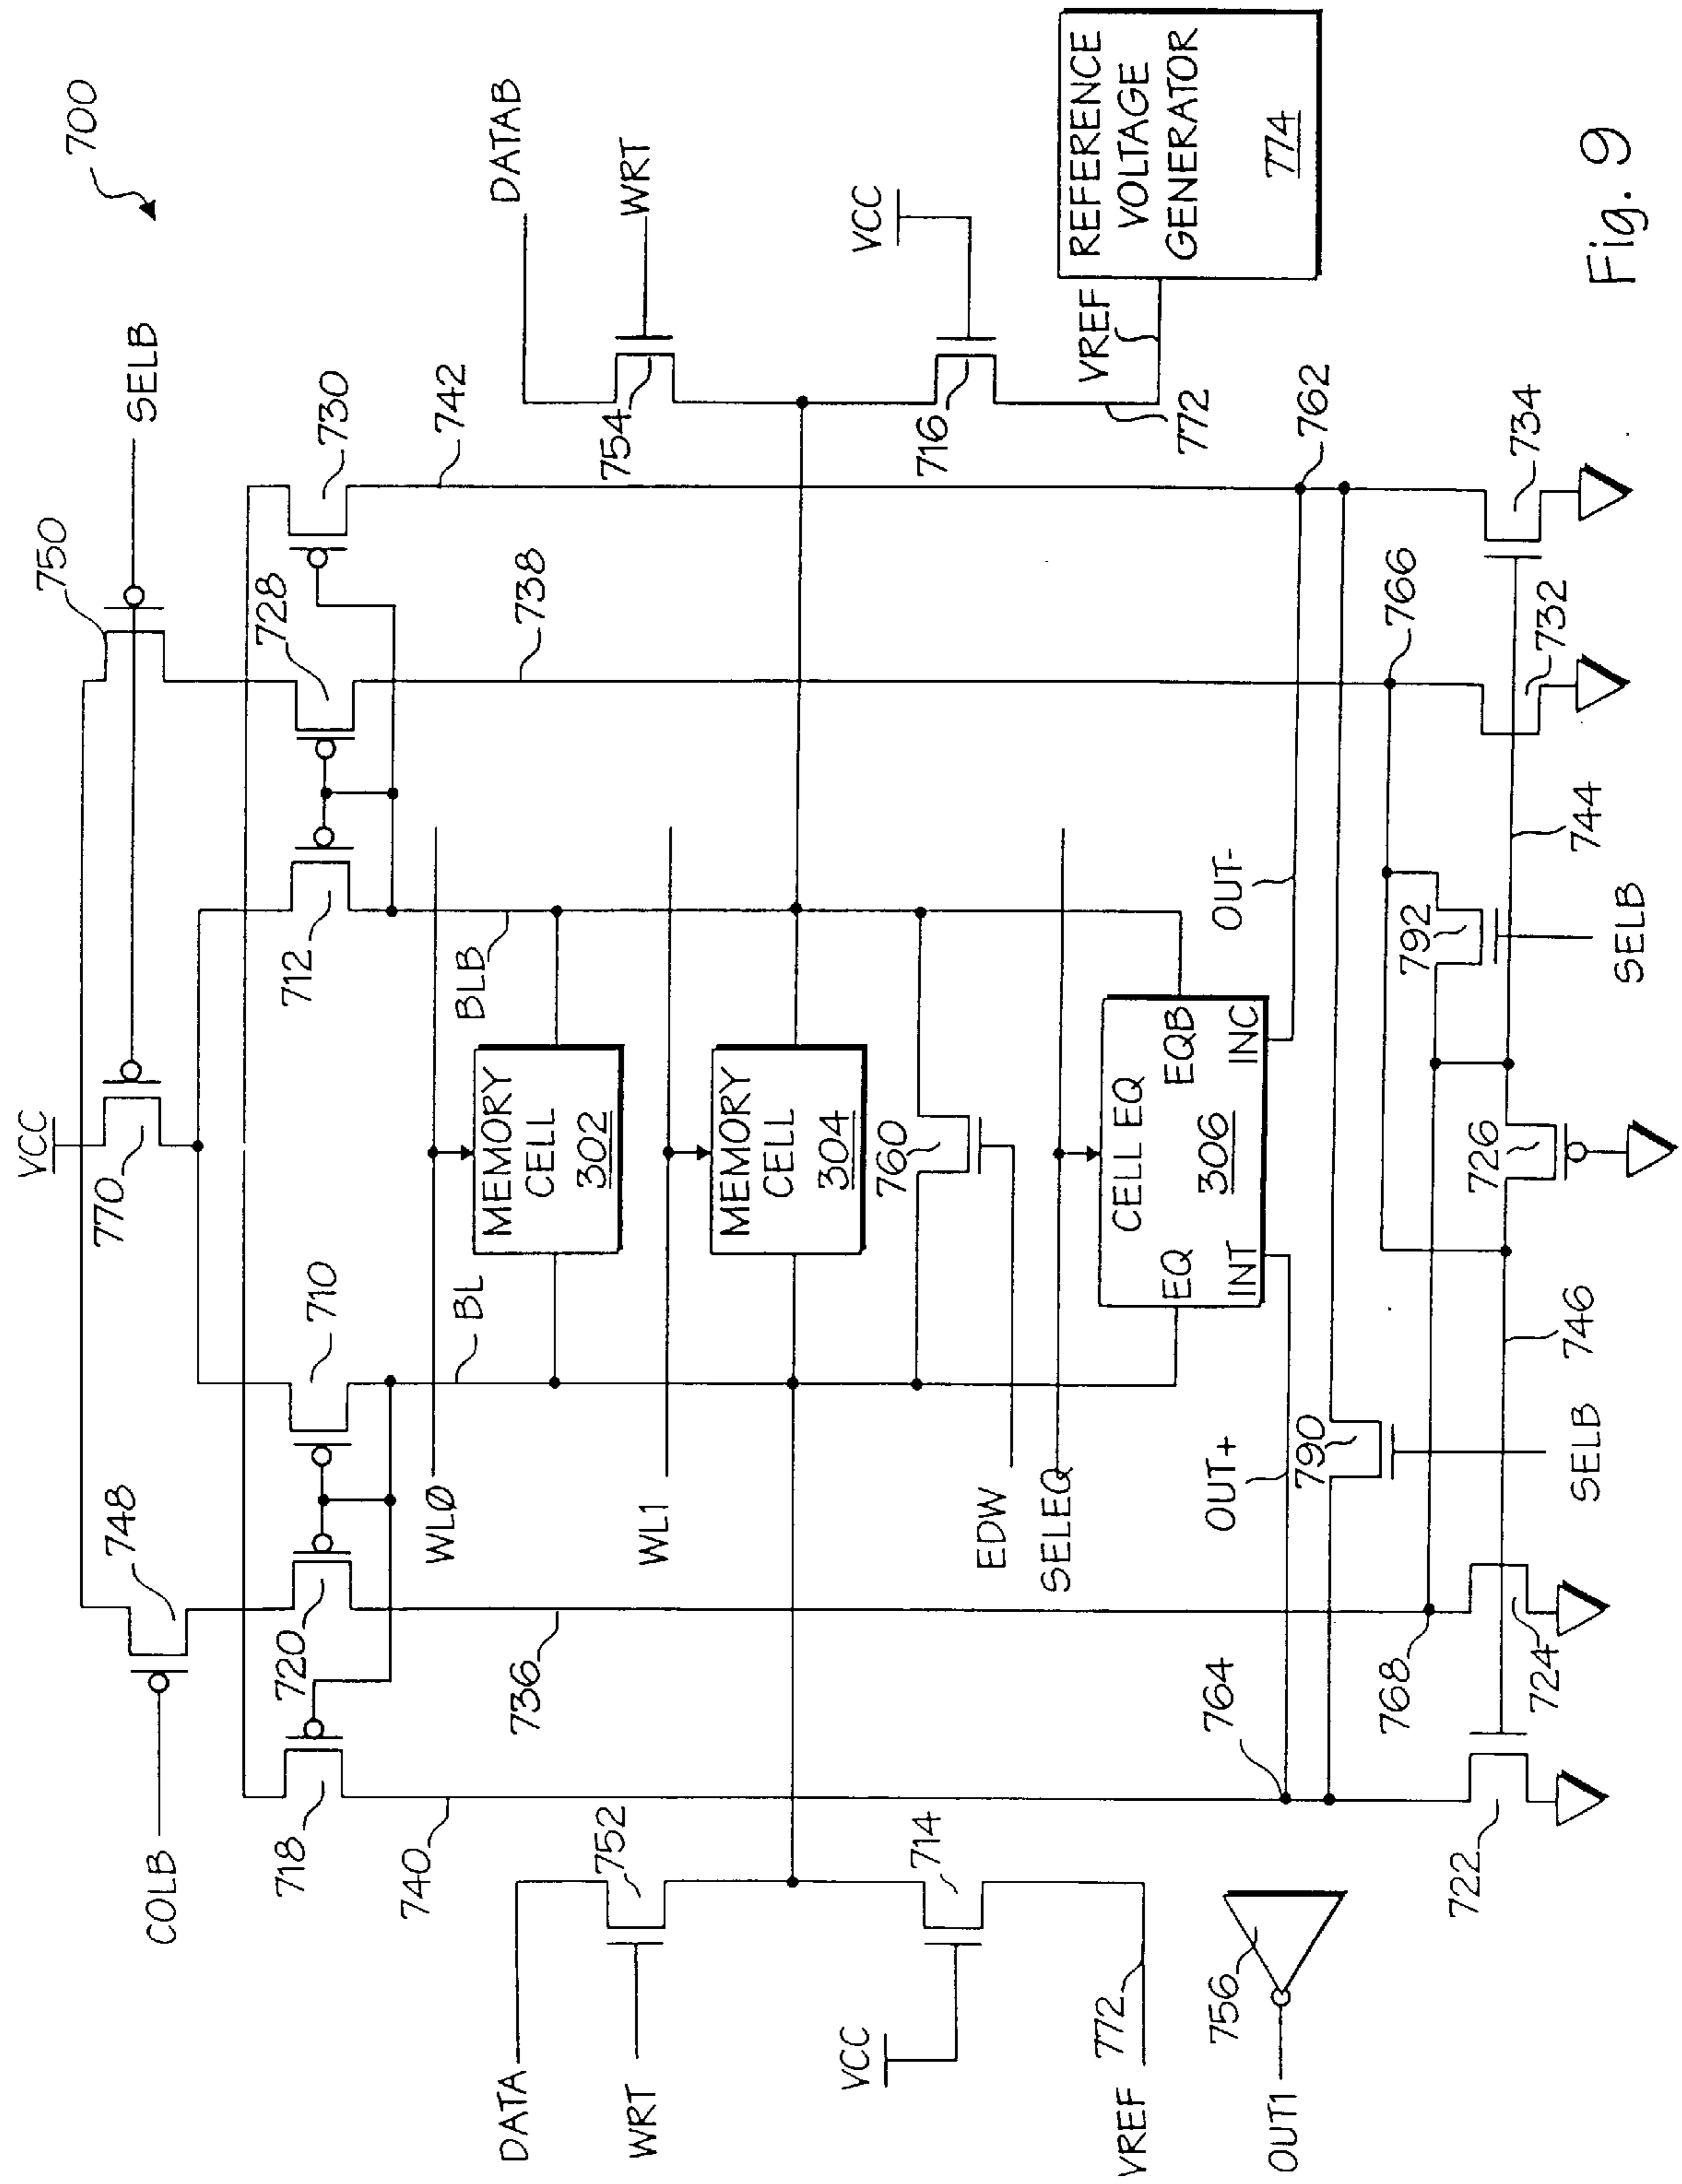 700
VCC
750
SELB
770
748
COLB
710
712
728
730
718
720
742
738
DATAB
WRT
754
VCC
716
VREF
772
REFERENCE
VOLTAGE
GENERATOR
774
WLØ
BL
BLB
MEMORY
CELL
302
WL1
MEMORY
CELL
304
760
EDW
SELEQ
CELL EQ
306
EQ
EQB
INT
INC
OUT+
OUT-
736
740
DATA
WRT
752
VCC
714
VREF
772
756
OUT1
764
762
790
SELB
766
768
792
SELB
722
724
746
726
744
732
734
Fig. 9